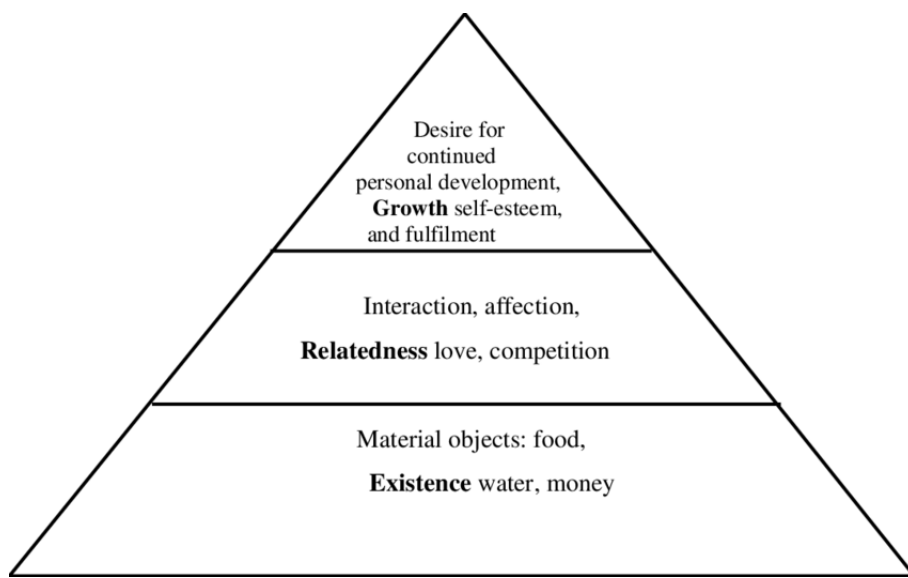 Desire for
continued
personal development,
Growth self-esteem,
and fulfilment
Interaction, affection,
Relatedness love, competition
Material objects: food,
Existence water, money